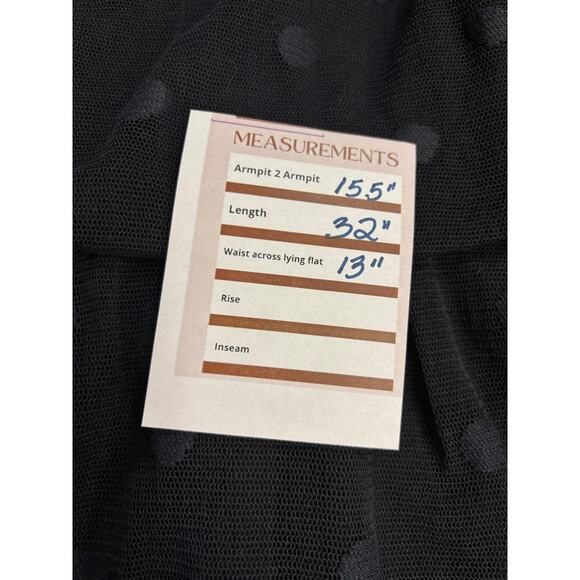 MEASUREMENTS
Armpit 2 Armpit 15.5"
Length 32"
Waist across lying flat 13"
Rise
Inseam